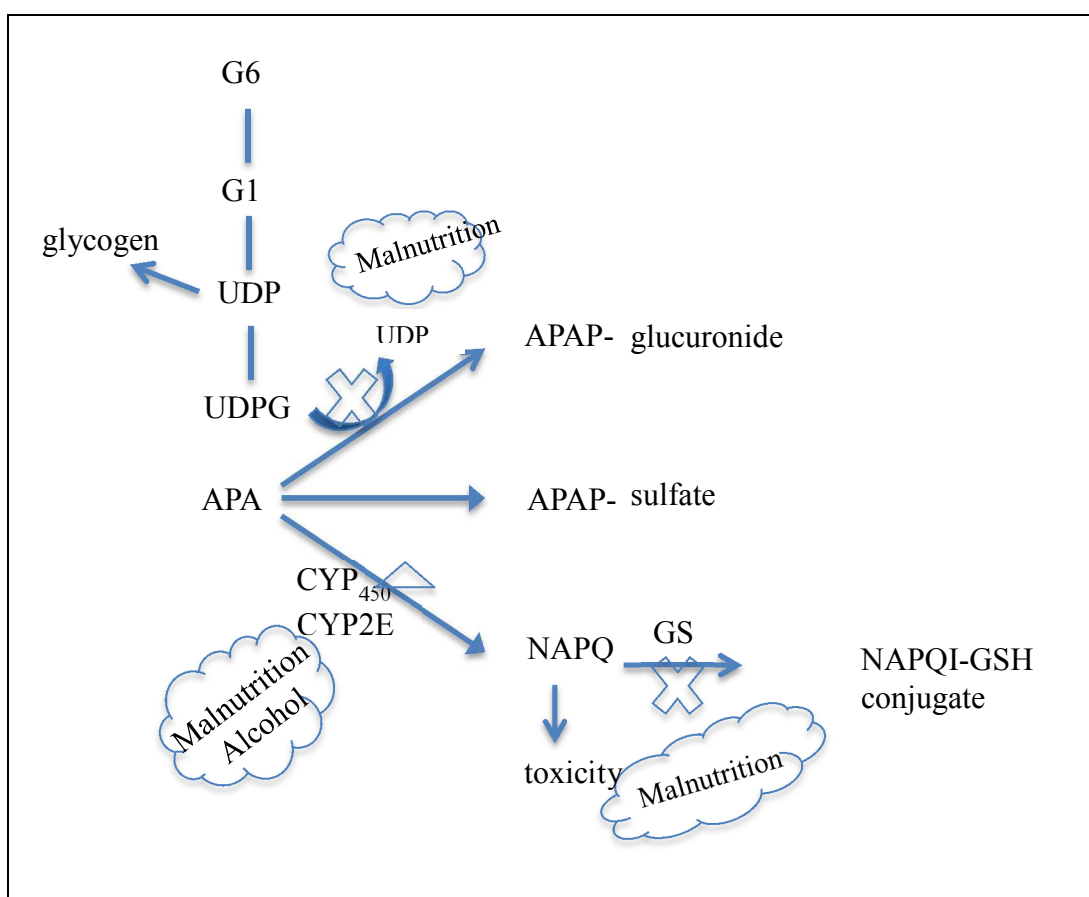 G6
G1
glycogen
Malnutrition
UDP
UDP
APAP- glucuronide
UDPG
APA
APAP- sulfate
CYP450
CYP2E
Malnutrition
Alcohol
NAPQ
GS
NAPQI-GSH
conjugate
toxicity
Malnutrition